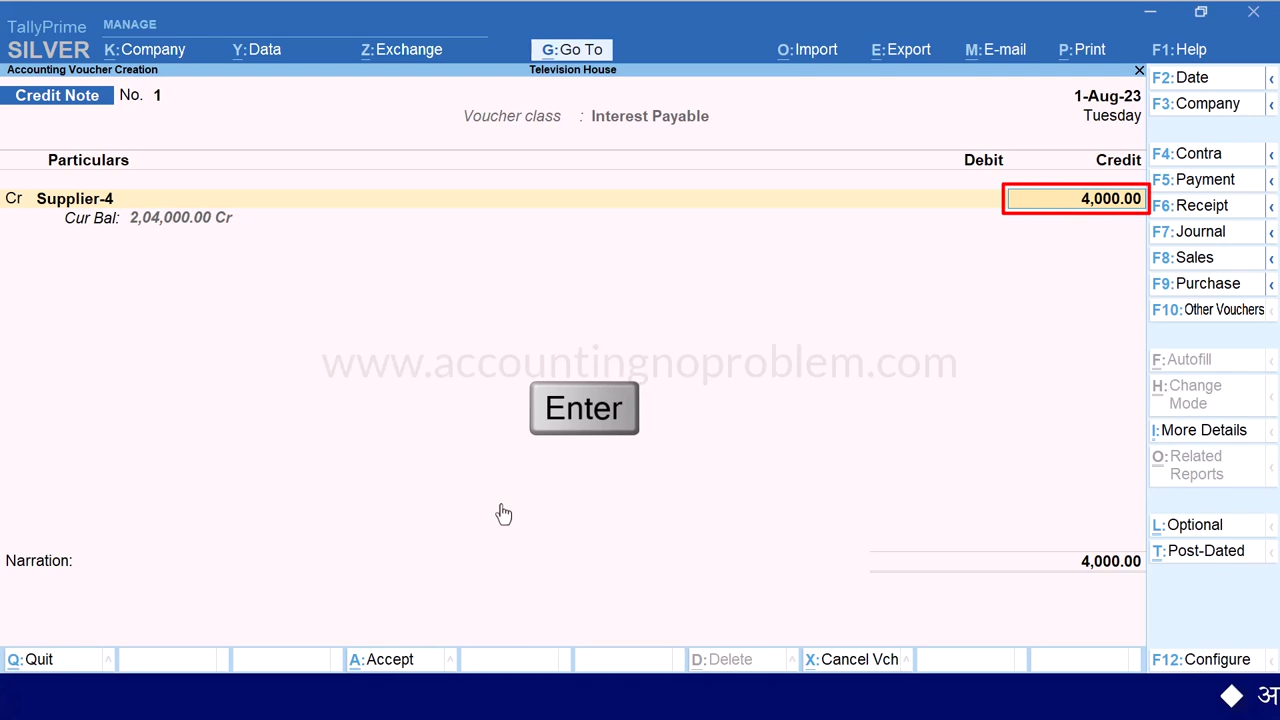 TallyPrime MANAGE
SILVER K:Company Y:Data Z:Exchange G:Go To O:Import E:Export M:E-mail P:Print F1:Help
Accounting Voucher Creation Television House
Credit Note No. 1 1-Aug-23
Voucher class : Interest Payable Tuesday
Particulars Debit Credit
Cr Supplier-4 4,000.00
Cur Bal: 2,04,000.00 Cr
www.accountingnoproblem.com
Enter
Narration: 4,000.00
Q:Quit A:Accept D:Delete X:Cancel Vch
F2:Date
F3:Company
F4:Contra
F5:Payment
F6:Receipt
F7:Journal
F8:Sales
F9:Purchase
F10:Other Vouchers
F:Autofill
H:Change
Mode
I:More Details
O:Related
Reports
L:Optional
T:Post-Dated
F12:Configure